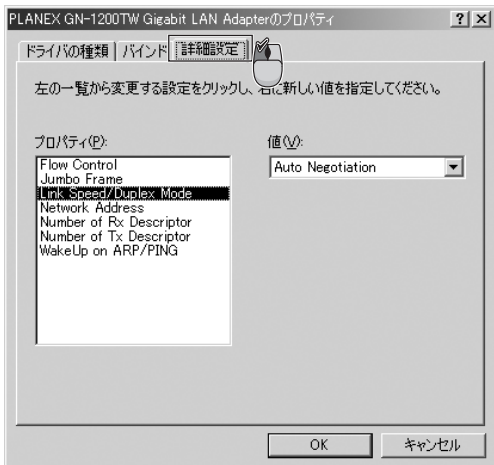 PLANEX GN-1200TW Gigabit LAN Adapterのプロパティ
ドライバの種類 バインド 詳細設定
左の一覧から変更する設定をクリックし、右に新しい値を指定してください。
プロパティ(P):
Flow Control
Jumbo Frame
Link Speed/Duplex Mode
Network Address
Number of Rx Descriptor
Number of Tx Descriptor
WakeUp on ARP/PING
値(V):
Auto Negotiation
OK キャンセル